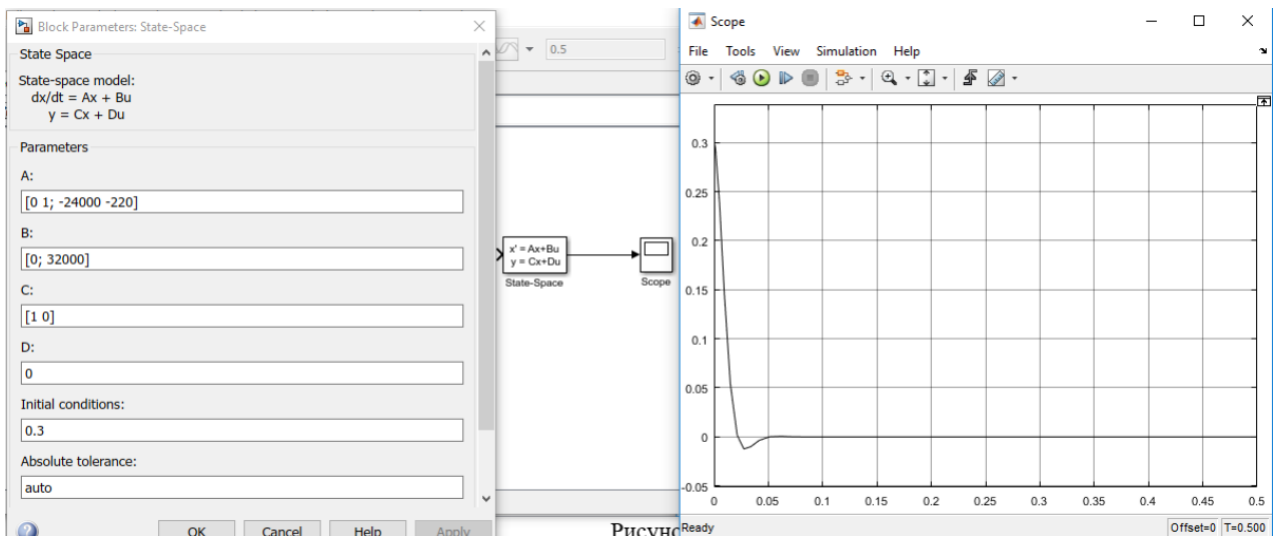 Block Parameters: State-Space
State Space
State-space model:
dx/dt = Ax + Bu
y = Cx + Du
Parameters
A:
[0 1; -24000 -220]
B:
[0; 32000]
C:
[1 0]
D:
0
Initial conditions:
0.3
Absolute tolerance:
auto
OK Cancel Help Apply
0.5
x' = Ax+Bu
y = Cx+Du
State-Space
Scope
Scope
File Tools View Simulation Help
0.3
0.25
0.2
0.15
0.1
0.05
0
-0.05
0 0.05 0.1 0.15 0.2 0.25 0.3 0.35 0.4 0.45 0.5
Ready Offset=0 T=0.500